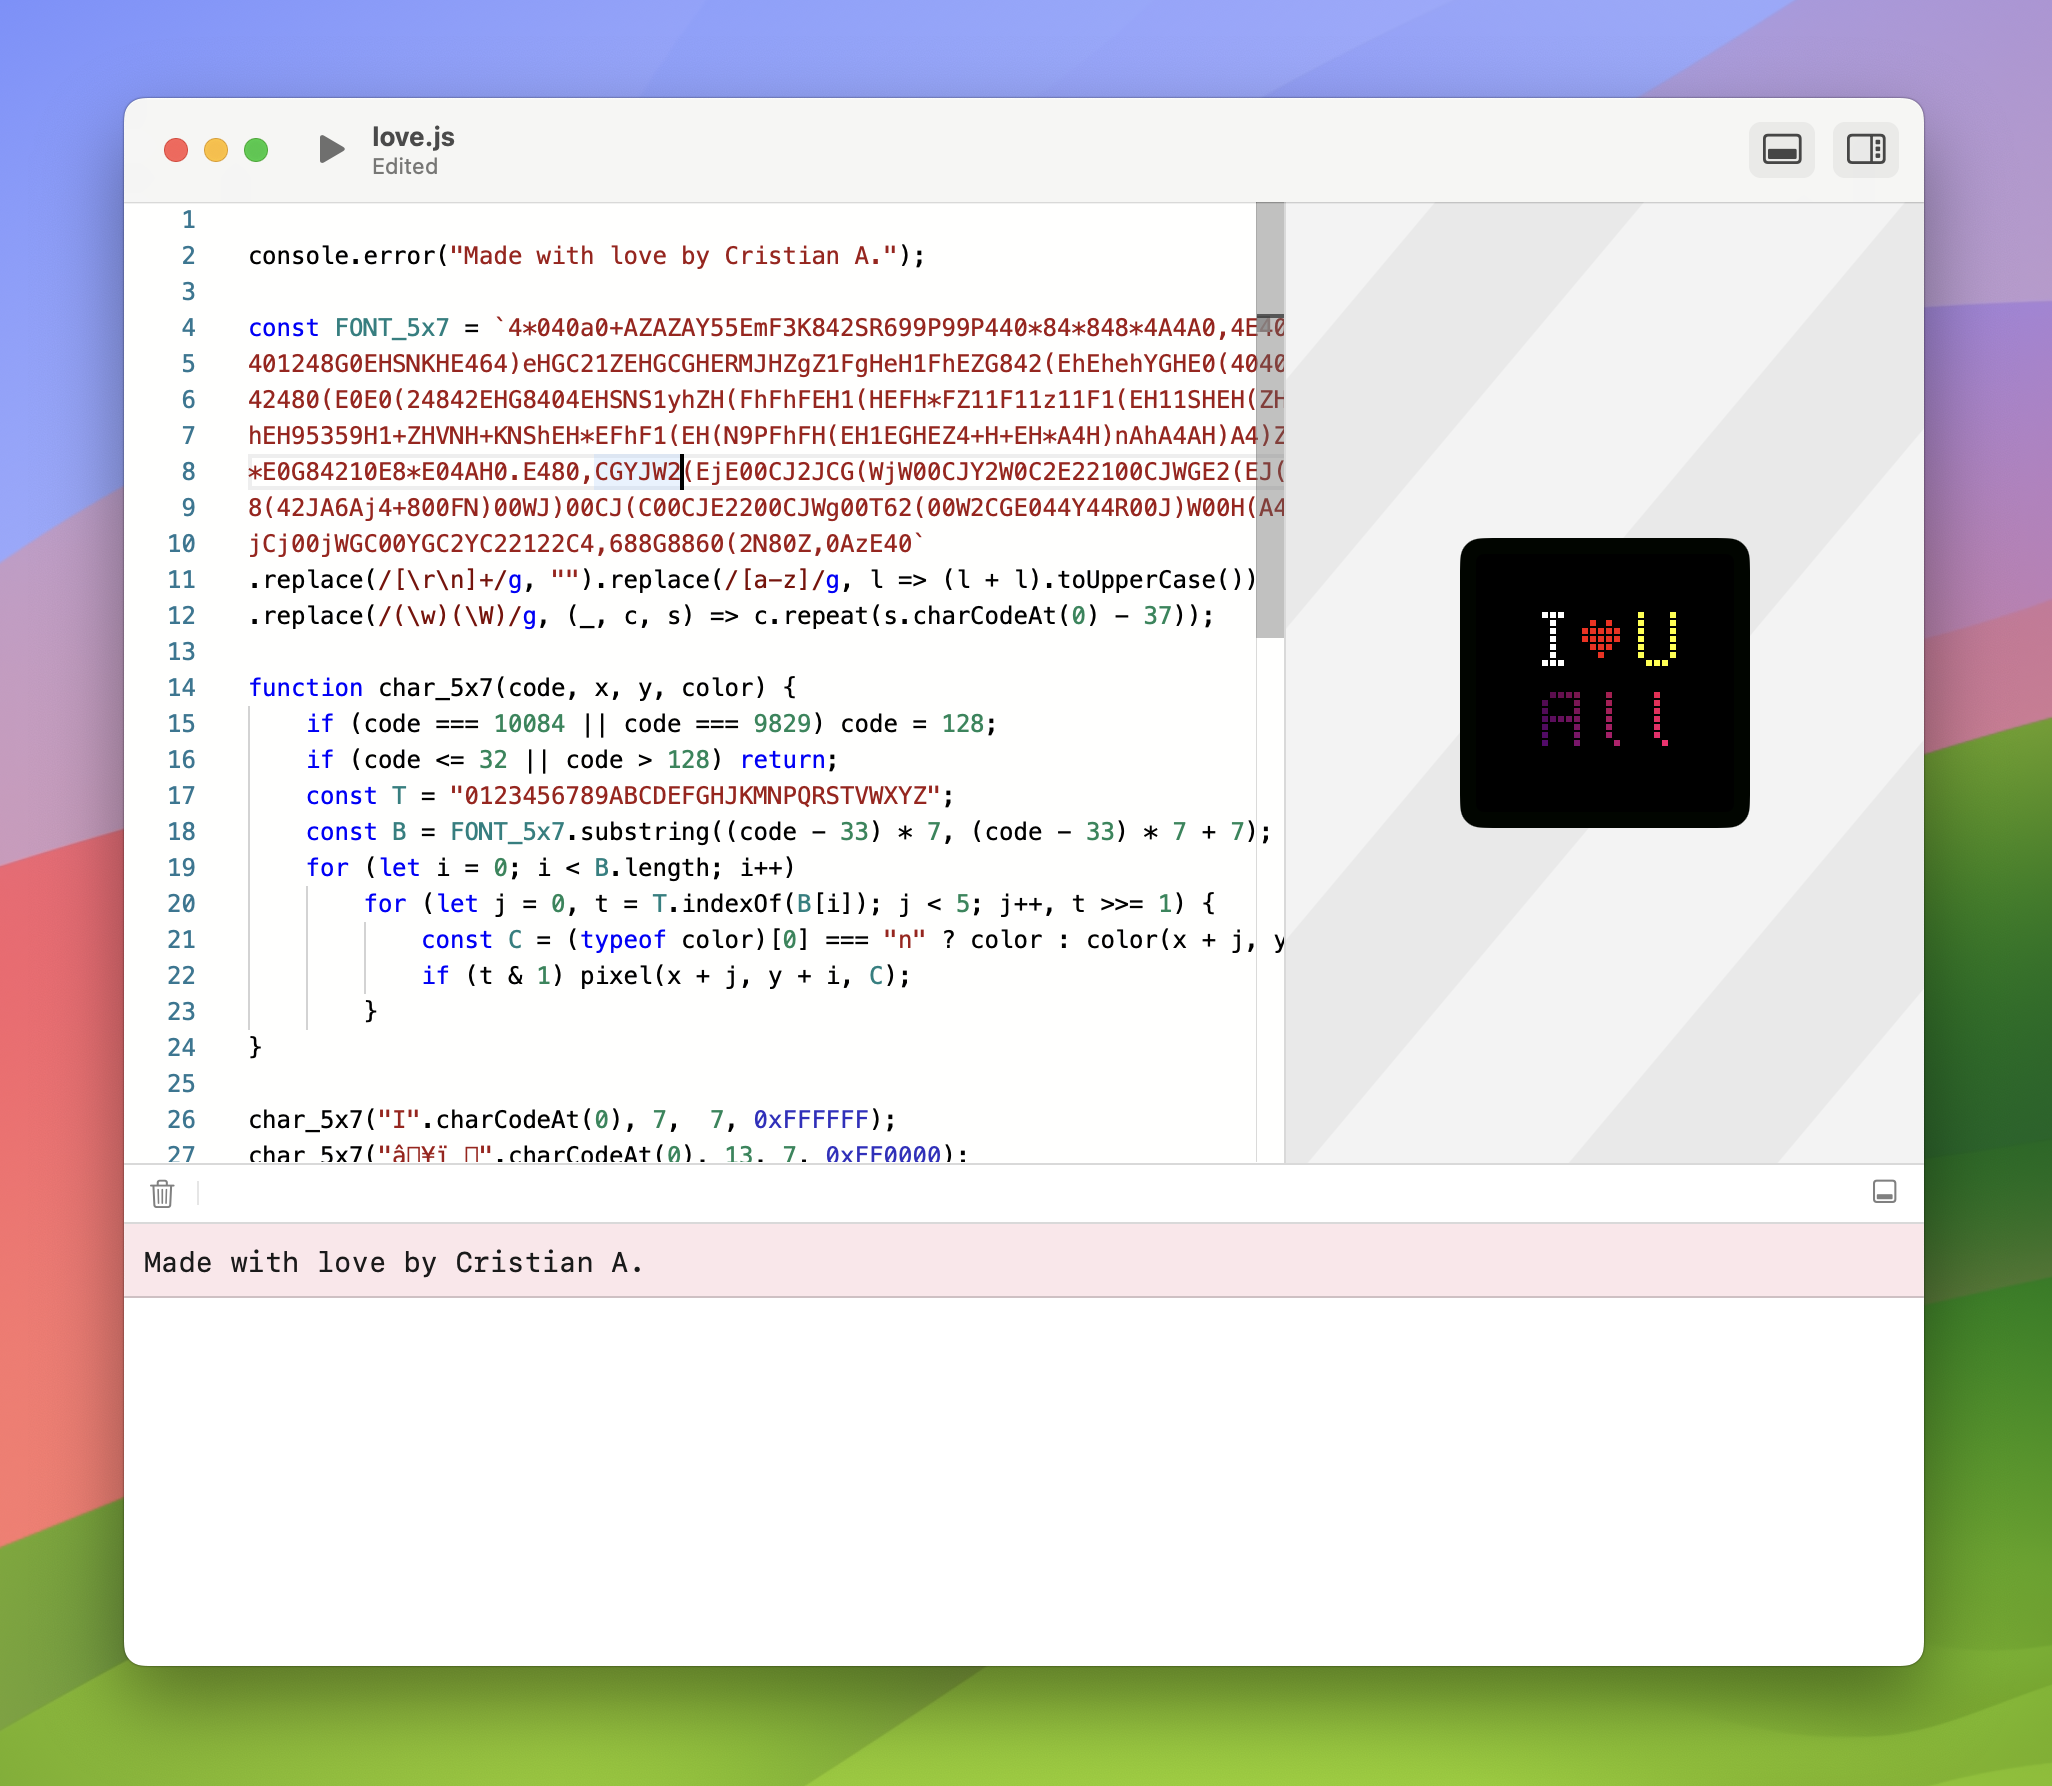 love.js
Edited
1
2 console.error("Made with love by Cristian A.");
3
4 const FONT_5x7 = `4*040a0+AZAZAY55EmF3K842SR699P99P440*84*848*4A4A0,4E40
5 401248G0EHSNKHE464)eHGC21ZEHGCGHERMJHZgZ1FgHeH1FhEZG842(EhEhehYGHE0(4040
6 42480(E0E0(24842EHG8404EHSNS1yhZH(FhFhFEH1(HEFH*FZ11F11z11F1(EH11SHEH(ZH
7 hEH95359H1+ZHVNH+KNShEH*EFhF1(EH(N9PFhFH(EH1EGHEZ4+H+EH*A4H)nAhA4AH)A4)Z
8 *E0G84210E8*E04AH0.E480,CGYJW2(EjE00CJ2JCG(WjW00CJY2W0C2E22100CJWGE2(EJ(
9 8(42JA6Aj4+800FN)00WJ)00CJ(C00CJE2200CJWg00T62(00W2CGE044Y44R00J)W00H(A4
10 jCj00jWGC00YGC2YC22122C4,688G8860(2N80Z,0AzE40`
11 .replace(/[\r\n]+/g, "").replace(/[a-z]/g, l => (l + l).toUpperCase())
12 .replace(/(\w)(\W)/g, (_, c, s) => c.repeat(s.charCodeAt(0) - 37));
13
14 function char_5x7(code, x, y, color) {
15 if (code === 10084 || code === 9829) code = 128;
16 if (code <= 32 || code > 128) return;
17 const T = "0123456789ABCDEFGHJKMNPQRSTVWXYZ";
18 const B = FONT_5x7.substring((code - 33) * 7, (code - 33) * 7 + 7);
19 for (let i = 0; i < B.length; i++)
20 for (let j = 0, t = T.indexOf(B[i]); j < 5; j++, t >>= 1) {
21 const C = (typeof color)[0] === "n" ? color : color(x + j, y
22 if (t & 1) pixel(x + j, y + i, C);
23 }
24 }
25
26 char_5x7("I".charCodeAt(0), 7,  7, 0xFFFFFF);
27 char_5x7("â□¥ï □".charCodeAt(0), 13, 7, 0xFF0000);
I♥U
All
Made with love by Cristian A.